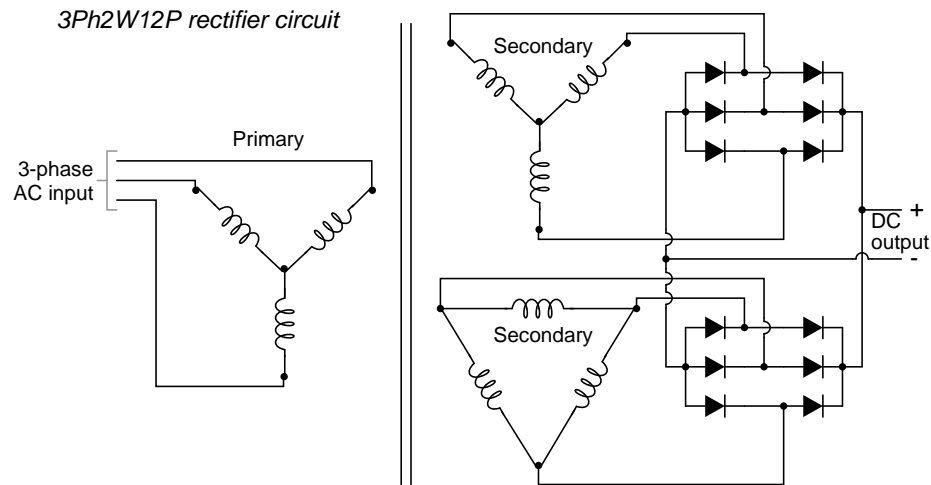 3Ph2W12P rectifier circuit
Secondary
Primary
3-phase
AC input
+
DC
output
-
Secondary